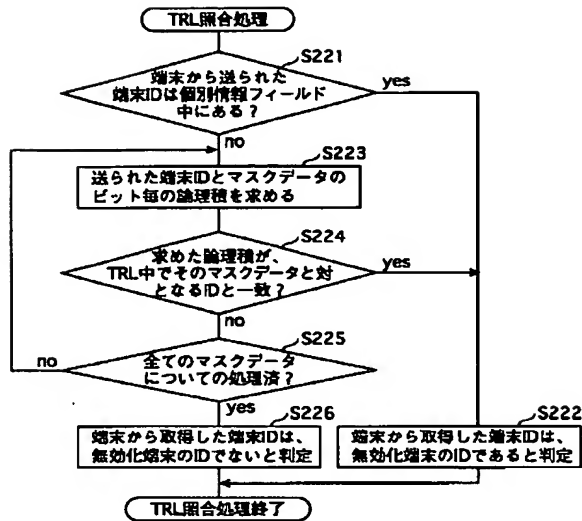 TRL照合処理
S221
端末から送られた
端末IDは個別情報フィールド
中にある？
yes
no
S223
送られた端末IDとマスクデータの
ビット毎の論理積を求める
S224
求めた論理積が、
TRL中でそのマスクデータと対
となるIDと一致？
yes
no
S225
no
全てのマスクデータ
についての処理済？
yes
S226
S222
端末から取得した端末IDは、
無効化端末のIDでないと判定
端末から取得した端末IDは、
無効化端末のIDであると判定
TRL照合処理終了